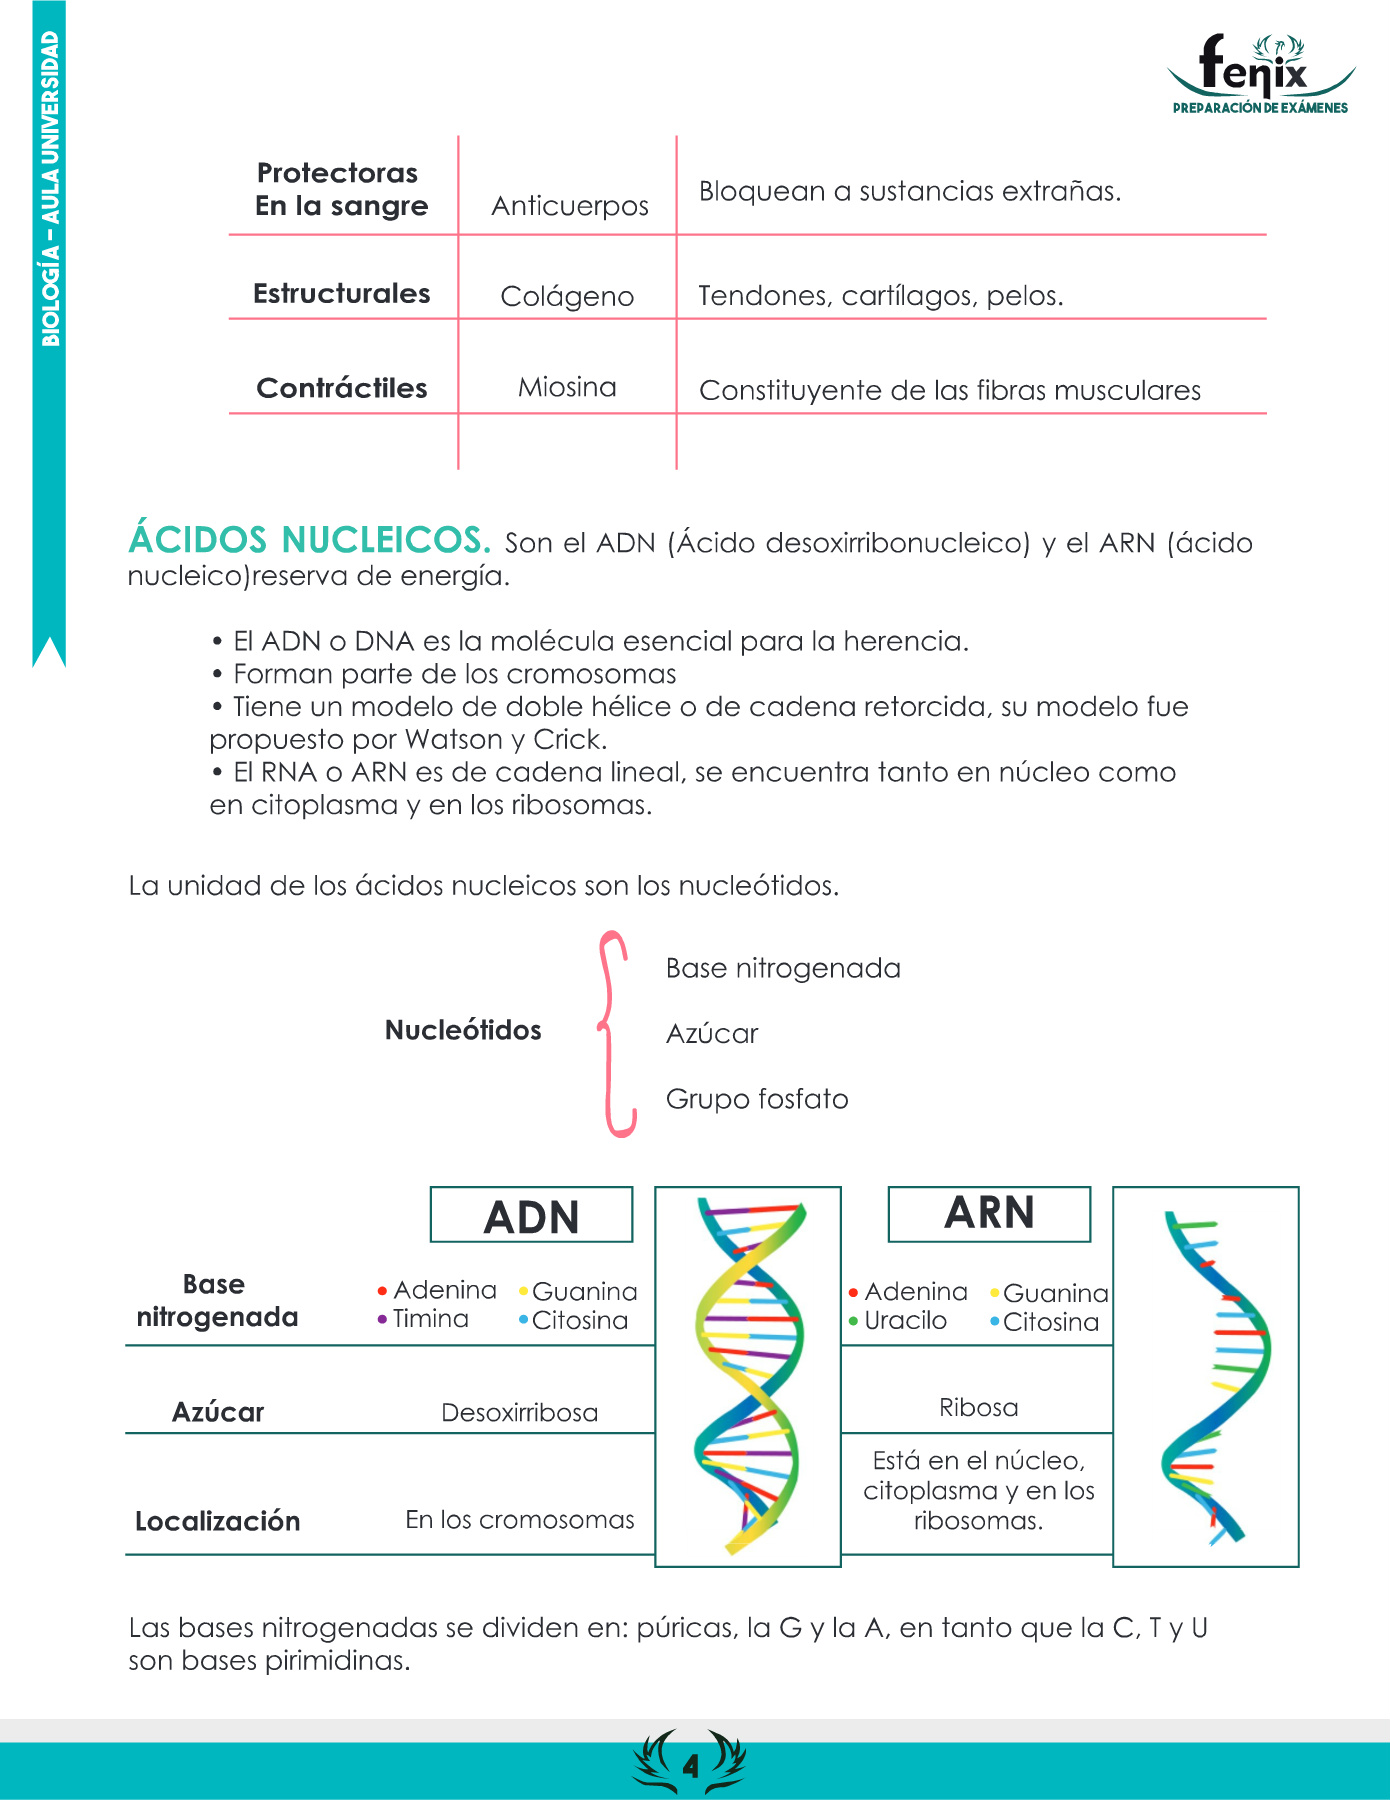 BIOLOGÍA - AULA UNIVERSIDAD
fenix
PREPARACIÓN DE EXÁMENES
Protectoras
En la sangre
Anticuerpos
Bloquean a sustancias extrañas.
Estructurales
Colágeno
Tendones, cartílagos, pelos.
Contráctiles
Miosina
Constituyente de las fibras musculares
ÁCIDOS NUCLEICOS. Son el ADN (Ácido desoxirribonucleico) y el ARN (ácido
nucleico)reserva de energía.
• El ADN o DNA es la molécula esencial para la herencia.
• Forman parte de los cromosomas
• Tiene un modelo de doble hélice o de cadena retorcida, su modelo fue
propuesto por Watson y Crick.
• El RNA o ARN es de cadena lineal, se encuentra tanto en núcleo como
en citoplasma y en los ribosomas.
La unidad de los ácidos nucleicos son los nucleótidos.
Nucleótidos
Base nitrogenada
Azúcar
Grupo fosfato
ADN
ARN
Base
nitrogenada
• Adenina • Guanina
• Timina • Citosina
• Adenina • Guanina
• Uracilo • Citosina
Azúcar
Desoxirribosa
Ribosa
Localización
En los cromosomas
Está en el núcleo,
citoplasma y en los
ribosomas.
Las bases nitrogenadas se dividen en: púricas, la G y la A, en tanto que la C, T y U
son bases pirimidinas.
4